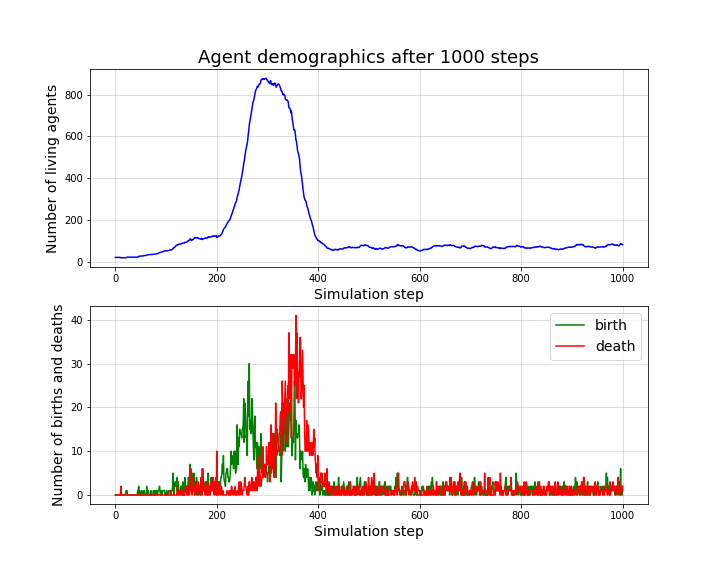 Agent demographics after 1000 steps
Number of living agents
800
600
400
200
0
0 200 400 600 800 1000
Simulation step
Number of births and deaths
40
30
20
10
0
birth
death
0 200 400 600 800 1000
Simulation step